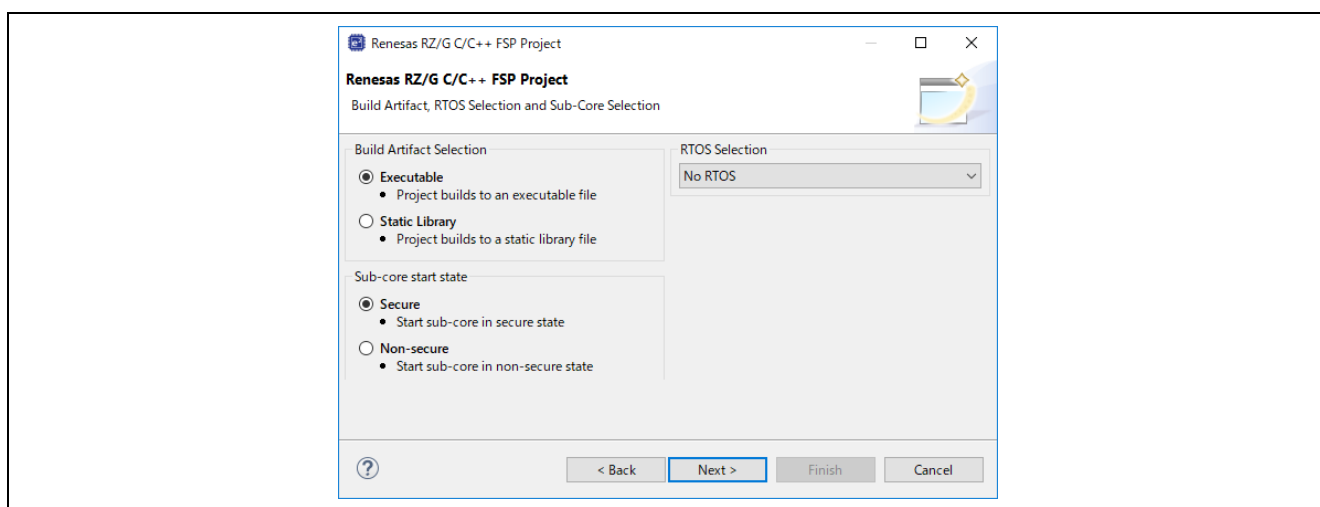 Renesas RZ/G C/C++ FSP Project
Renesas RZ/G C/C++ FSP Project
Build Artifact, RTOS Selection and Sub-Core Selection
Build Artifact Selection
Executable
• Project builds to an executable file
Static Library
• Project builds to a static library file
Sub-core start state
Secure
• Start sub-core in secure state
Non-secure
• Start sub-core in non-secure state
RTOS Selection
No RTOS
?
< Back
Next >
Finish
Cancel